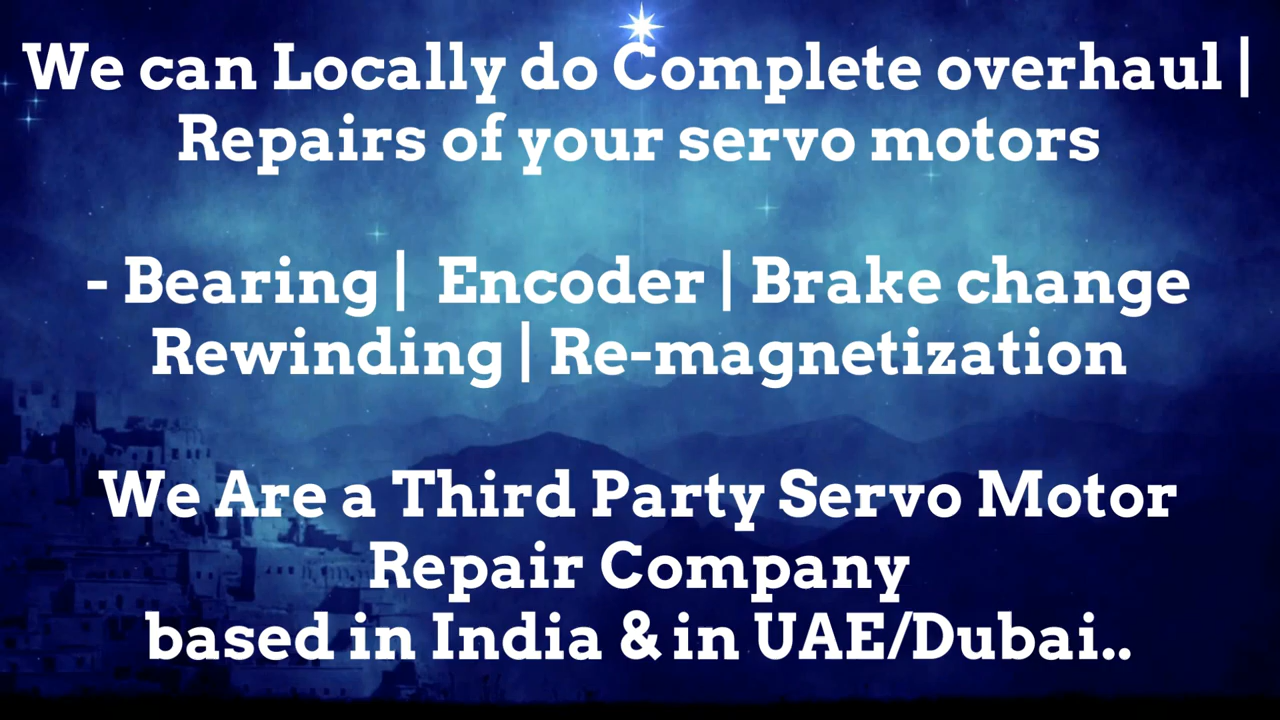 We can Locally do Complete overhaul |
Repairs of your servo motors
- Bearing | Encoder | Brake change
Rewinding | Re-magnetization
We Are a Third Party Servo Motor
Repair Company
based in India & in UAE/Dubai..